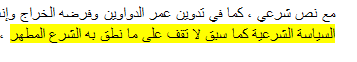 مع نص شرعي ، كما في تدوين عمر الدواوين وفرضه الخراج
السياسة الشرعية كما سبق لا تقف على ما نطق به الشرع المطهر ،